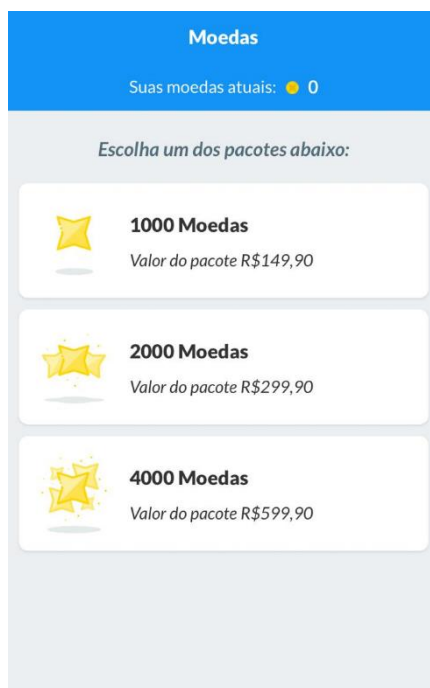 Moedas
Suas moedas atuais: 0
Escolha um dos pacotes abaixo:
1000 Moedas
Valor do pacote R$149,90
2000 Moedas
Valor do pacote R$299,90
4000 Moedas
Valor do pacote R$599,90